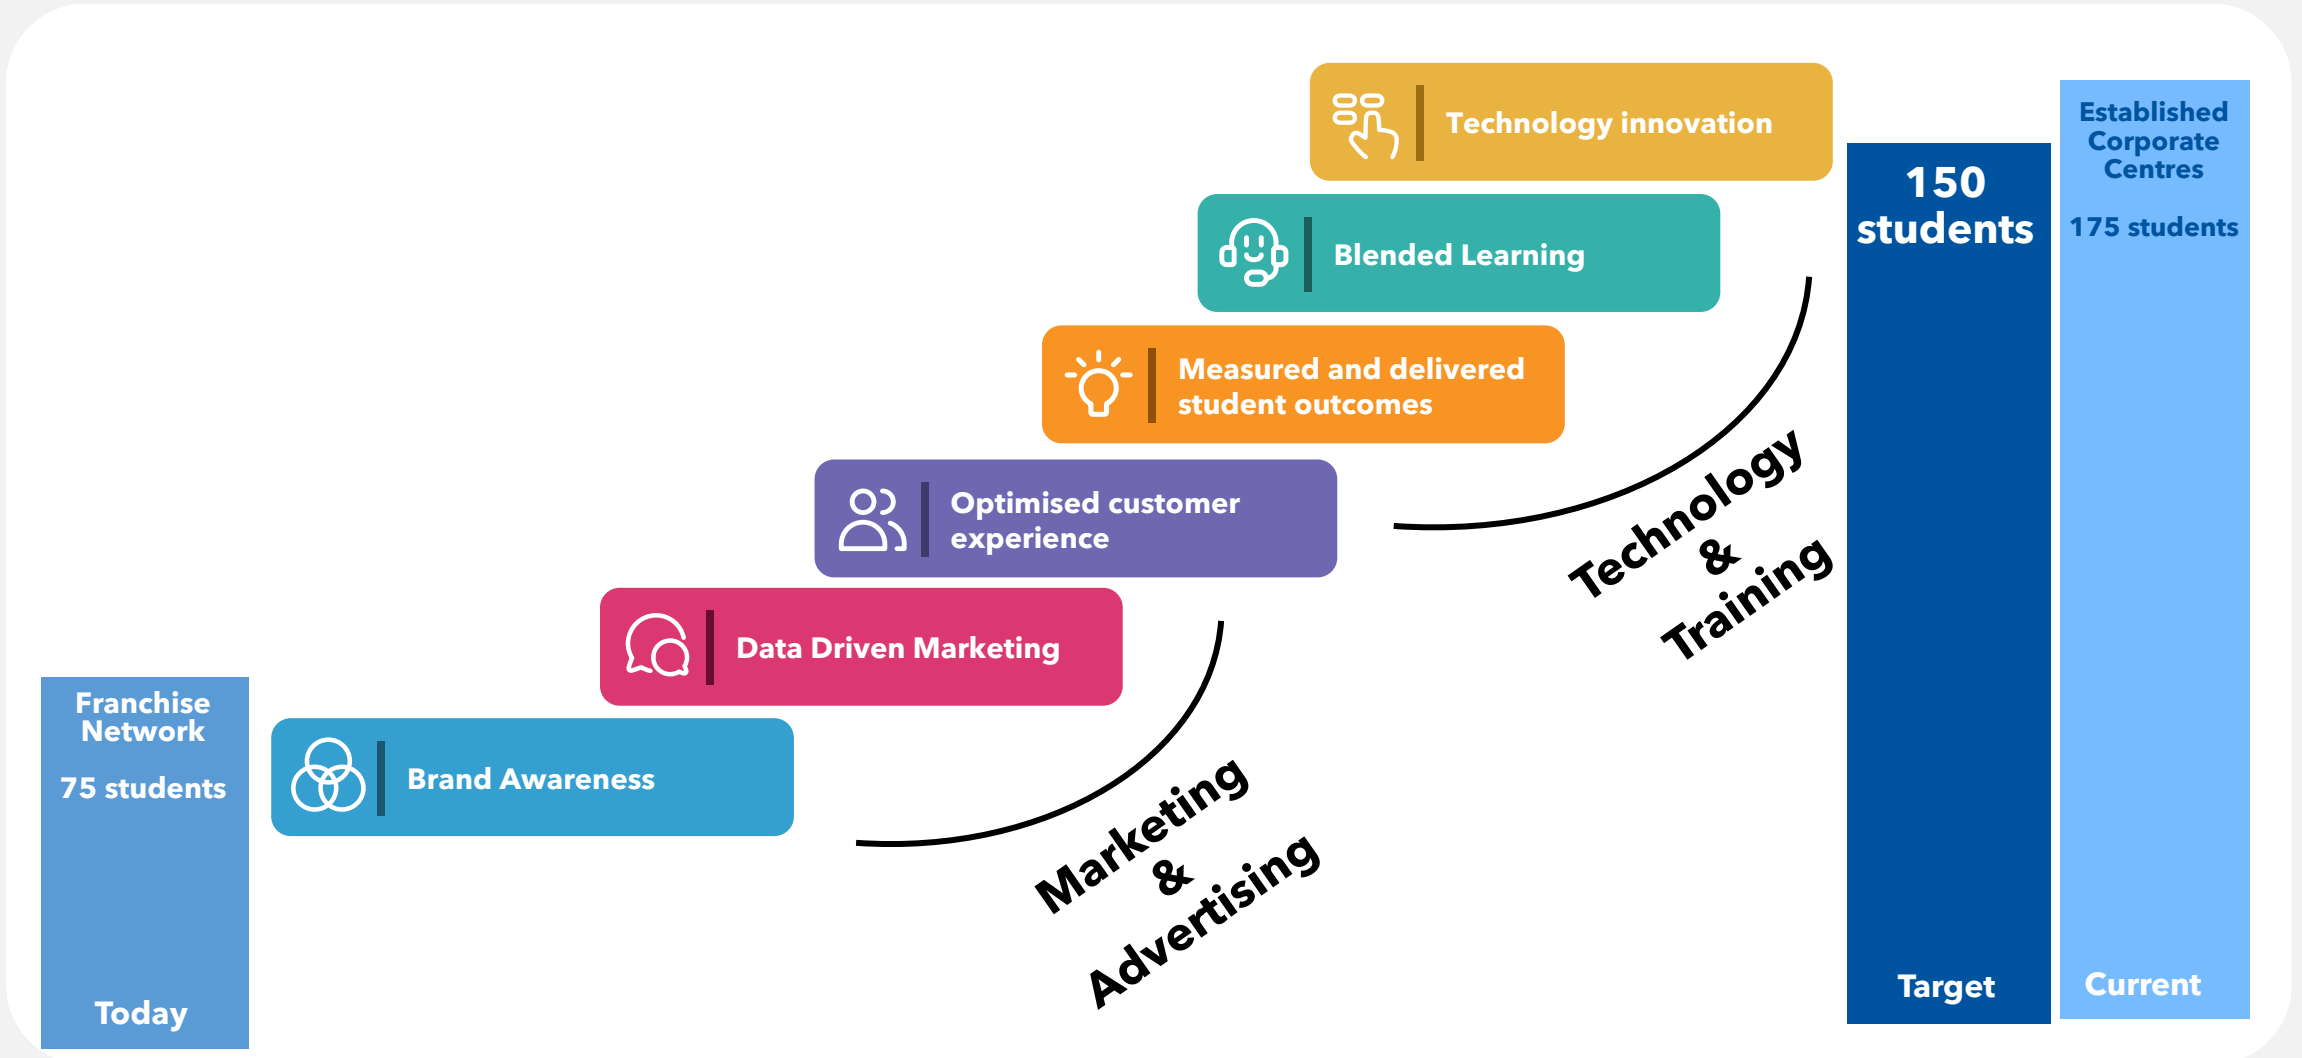 Technology innovation
Established
Corporate
Centres
175 students
150
students
Blended Learning
Measured and delivered
student outcomes
Optimised customer
experience
Technology
&
Training
Data Driven Marketing
Franchise
Network
75 students
Brand Awareness
Marketing
&
Advertising
Today
Target
Current